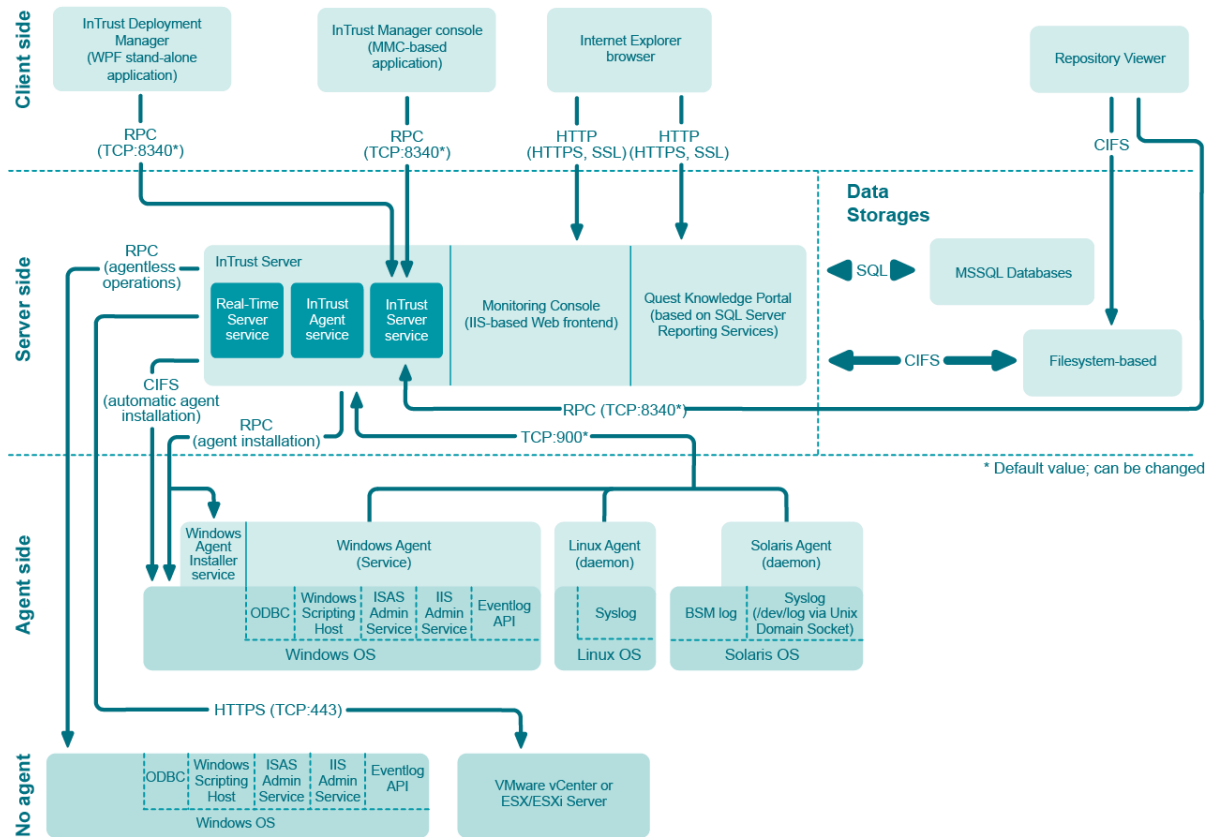 Client side
InTrust Deployment
Manager
(WPF stand-alone
application)
InTrust Manager console
(MMC-based
application)
Internet Explorer
browser
Repository Viewer
RPC
(TCP:8340*)
RPC
(TCP:8340*)
HTTP
(HTTPS, SSL)
HTTP
(HTTPS, SSL)
CIFS
Server side
Data
Storages
RPC
(agentless
operations)
InTrust Server
Real-Time
Server
service
InTrust
Agent
service
InTrust
Server
service
Monitoring Console
(IIS-based Web frontend)
Quest Knowledge Portal
(based on SQL Server
Reporting Services)
SQL
MSSQL Databases
CIFS
Filesystem-based
CIFS
(automatic agent
installation)
RPC
(agent installation)
RPC (TCP:8340*)
TCP:900*
* Default value; can be changed
Agent side
Windows
Agent
Installer
service
Windows Agent
(Service)
Linux Agent
(daemon)
Solaris Agent
(daemon)
ODBC
Windows
Scripting
Host
ISAS
Admin
Service
IIS
Admin
Service
Eventlog
API
Windows OS
Syslog
Linux OS
BSM log
Syslog
(/dev/log via Unix
Domain Socket)
Solaris OS
HTTPS (TCP:443)
No agent
ODBC
Windows
Scripting
Host
ISAS
Admin
Service
IIS
Admin
Service
Eventlog
API
Windows OS
VMware vCenter or
ESX/ESXi Server